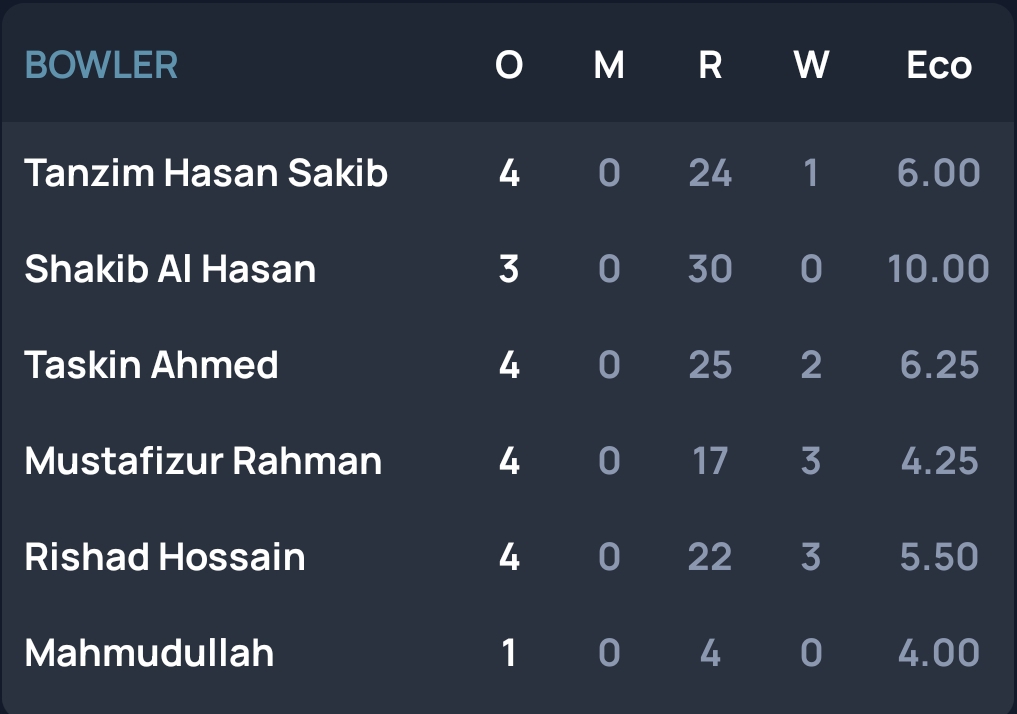 BOWLER O M R W Eco
Tanzim Hasan Sakib 4 0 24 1 6.00
Shakib Al Hasan 3 0 30 0 10.00
Taskin Ahmed 4 0 25 2 6.25
Mustafizur Rahman 4 0 17 3 4.25
Rishad Hossain 4 0 22 3 5.50
Mahmudullah 1 0 4 0 4.00